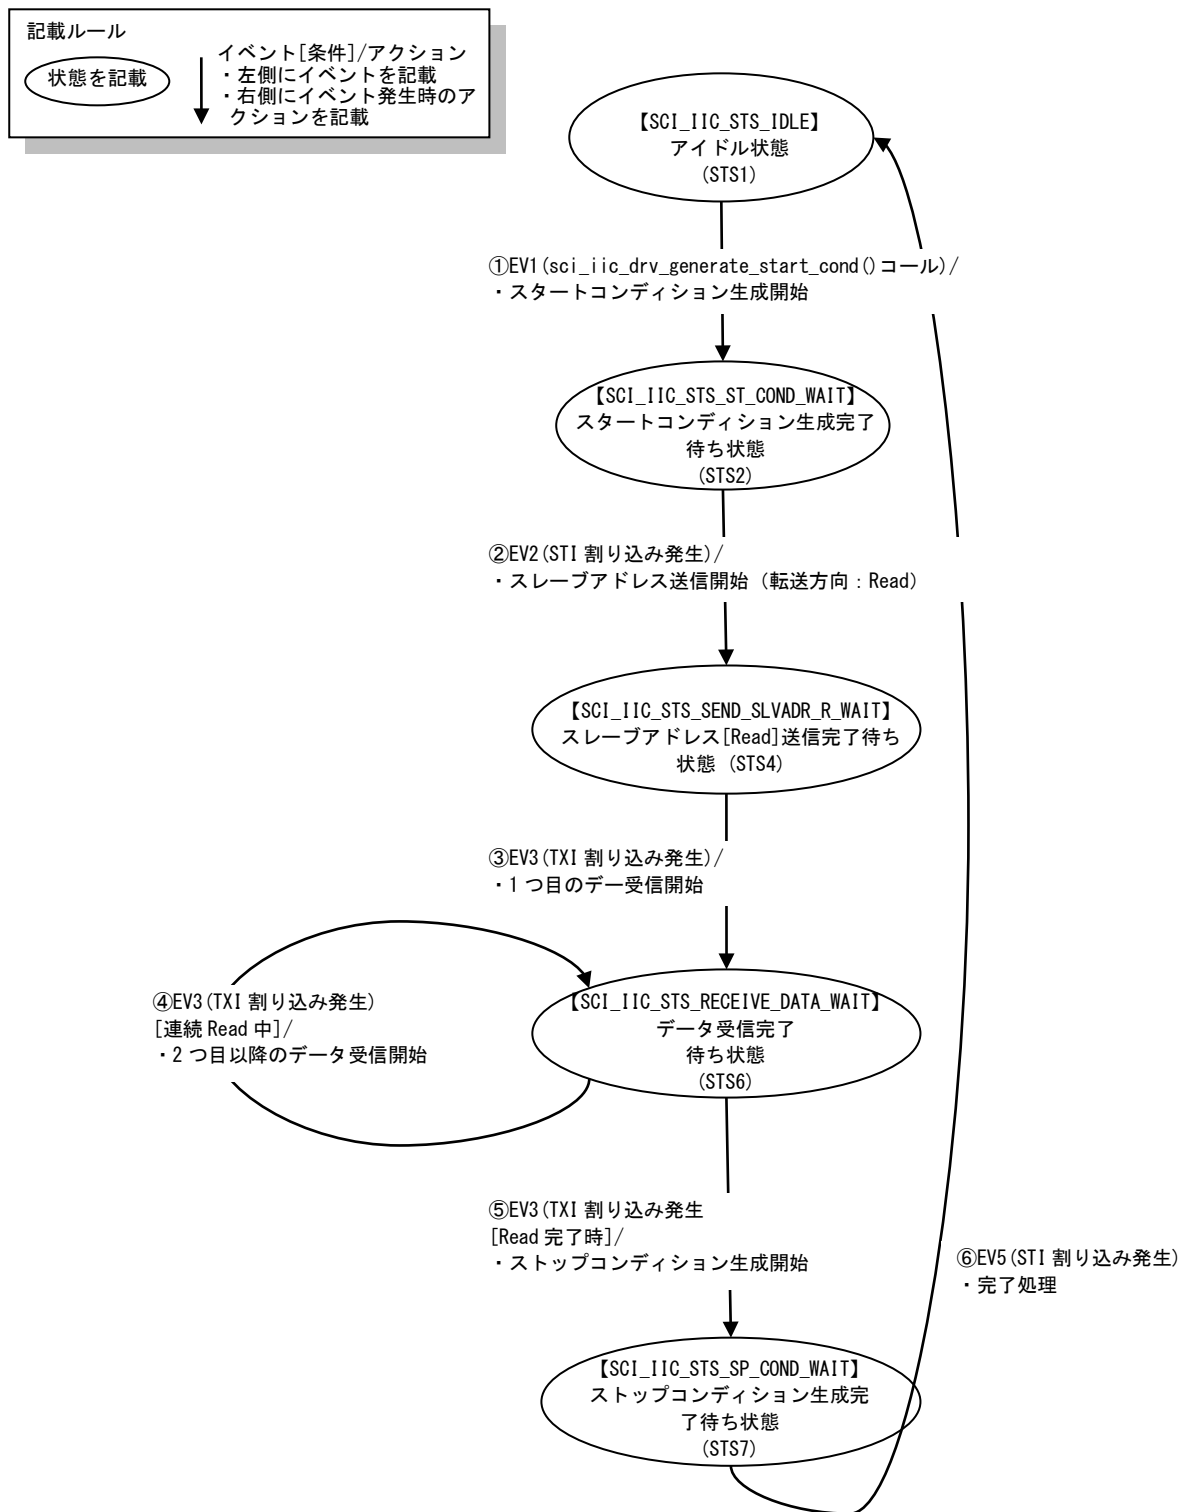 記載ルール
状態を記載
イベント[条件]/アクション
・左側にイベントを記載
・右側にイベント発生時のア
クションを記載
【SCI_IIC_STS_IDLE】
アイドル状態
(STS1)
①EV1(sci_iic_drv_generate_start_cond()コール)/
・スタートコンディション生成開始
【SCI_IIC_STS_ST_COND_WAIT】
スタートコンディション生成完了
待ち状態
(STS2)
②EV2(STI 割り込み発生)/
・スレーブアドレス送信開始（転送方向：Read）
【SCI_IIC_STS_SEND_SLVADR_R_WAIT】
スレーブアドレス[Read]送信完了待ち
状態 (STS4)
③EV3(TXI 割り込み発生)/
・1 つ目のデー受信開始
④EV3(TXI 割り込み発生)
[連続 Read 中]/
・2 つ目以降のデータ受信開始
【SCI_IIC_STS_RECEIVE_DATA_WAIT】
データ受信完了
待ち状態
(STS6)
⑤EV3(TXI 割り込み発生
[Read 完了時]/
・ストップコンディション生成開始
⑥EV5(STI 割り込み発生)
・完了処理
【SCI_IIC_STS_SP_COND_WAIT】
ストップコンディション生成完
了待ち状態
(STS7)